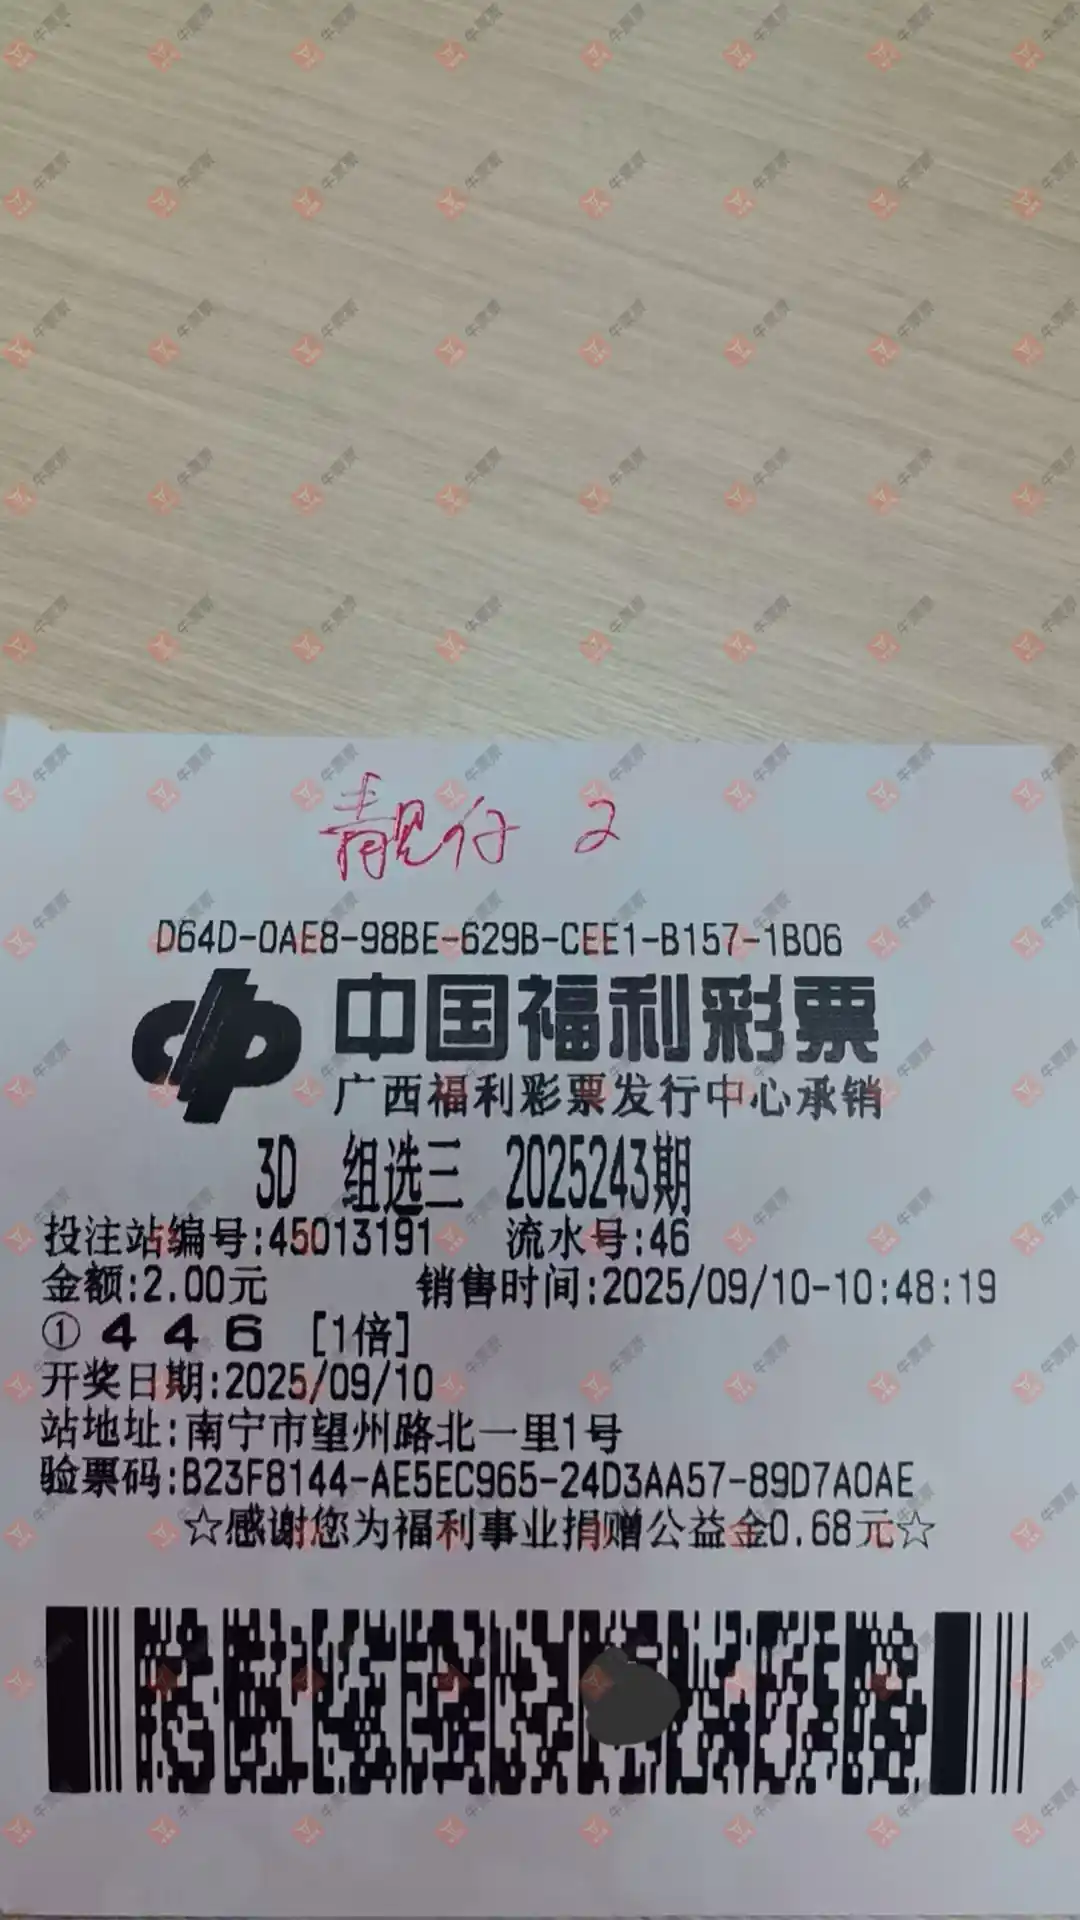 靓仔 2
D64D-0AE8-98BE-629B-CEE1-B157-1B06
中国福利彩票
广西福利彩票发行中心承销
3D 组选三 2025243期
投注站编号:45013191 流水号:46
金额:2.00元 销售时间:2025/09/10-10:48:19
① 4 4 6 [1倍]
开奖日期:2025/09/10
站地址:南宁市望州路北一里1号
验票码:B23F8144-AE5EC965-24D3AA57-89D7A0AE
☆感谢您为福利事业捐赠公益金0.68元☆